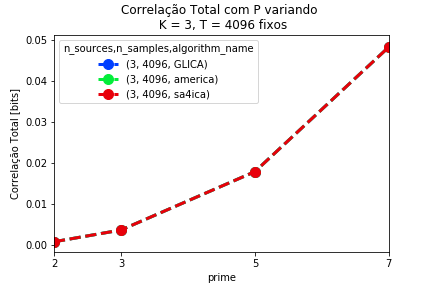 Correlação Total com P variando
K = 3, T = 4096 fixos
n_sources,n_samples,algorithm_name
(3, 4096, GLICA)
(3, 4096, america)
(3, 4096, sa4ica)
Correlação Total [bits]
0.05
0.04
0.03
0.02
0.01
0.00
2
3
5
7
prime